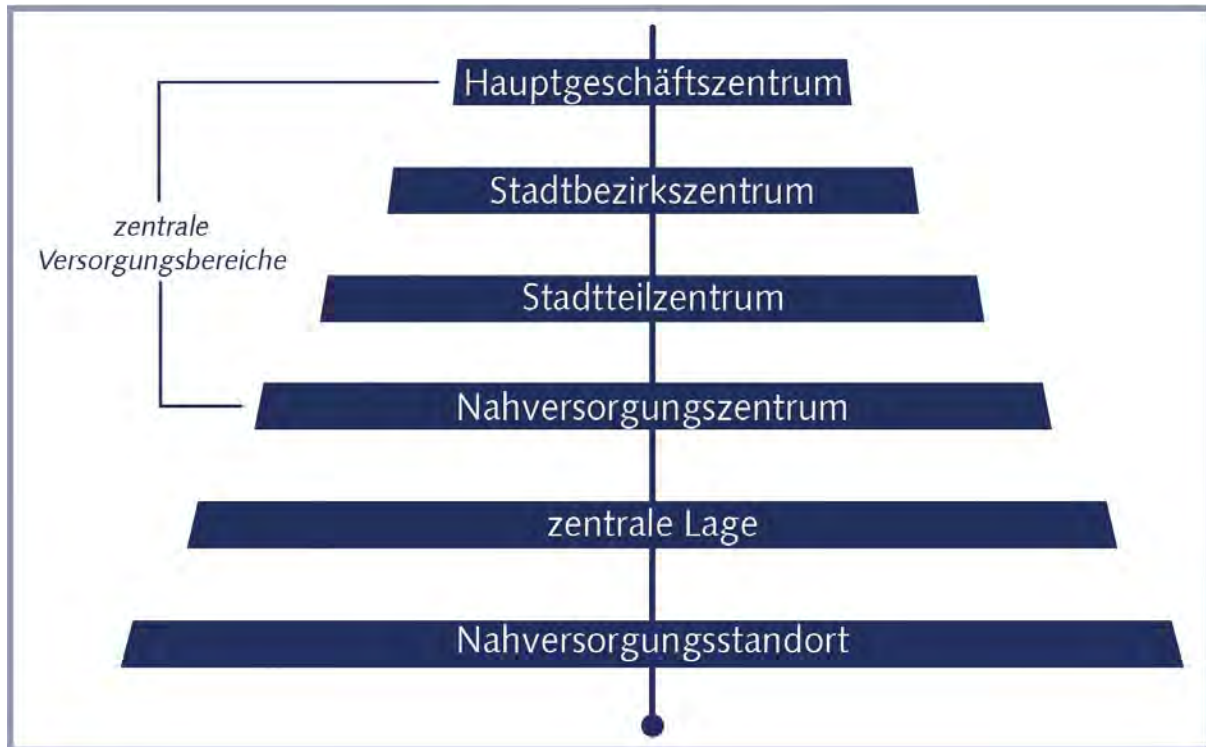 Hauptgeschäftszentrum
Stadtbezirkszentrum
zentrale
Versorgungsbereiche
Stadtteilzentrum
Nahversorgungszentrum
zentrale Lage
Nahversorgungsstandort